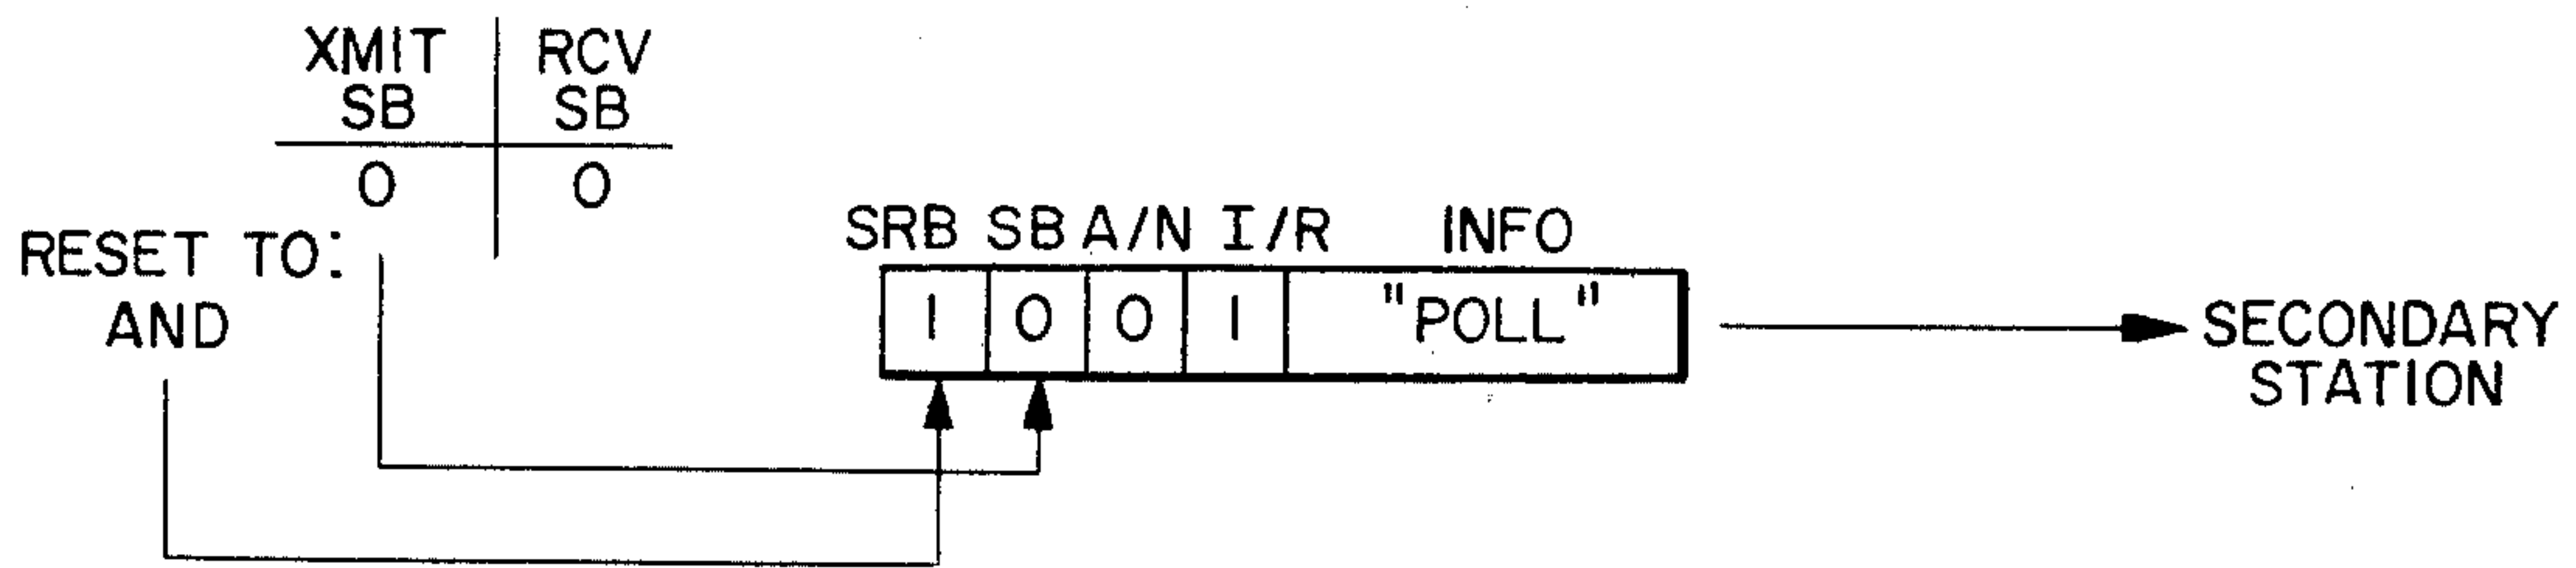 XMIT SB RCV SB
0 0
RESET TO:
AND
SRB SB A/N I/R INFO
1 0 0 1 "POLL"
SECONDARY
STATION